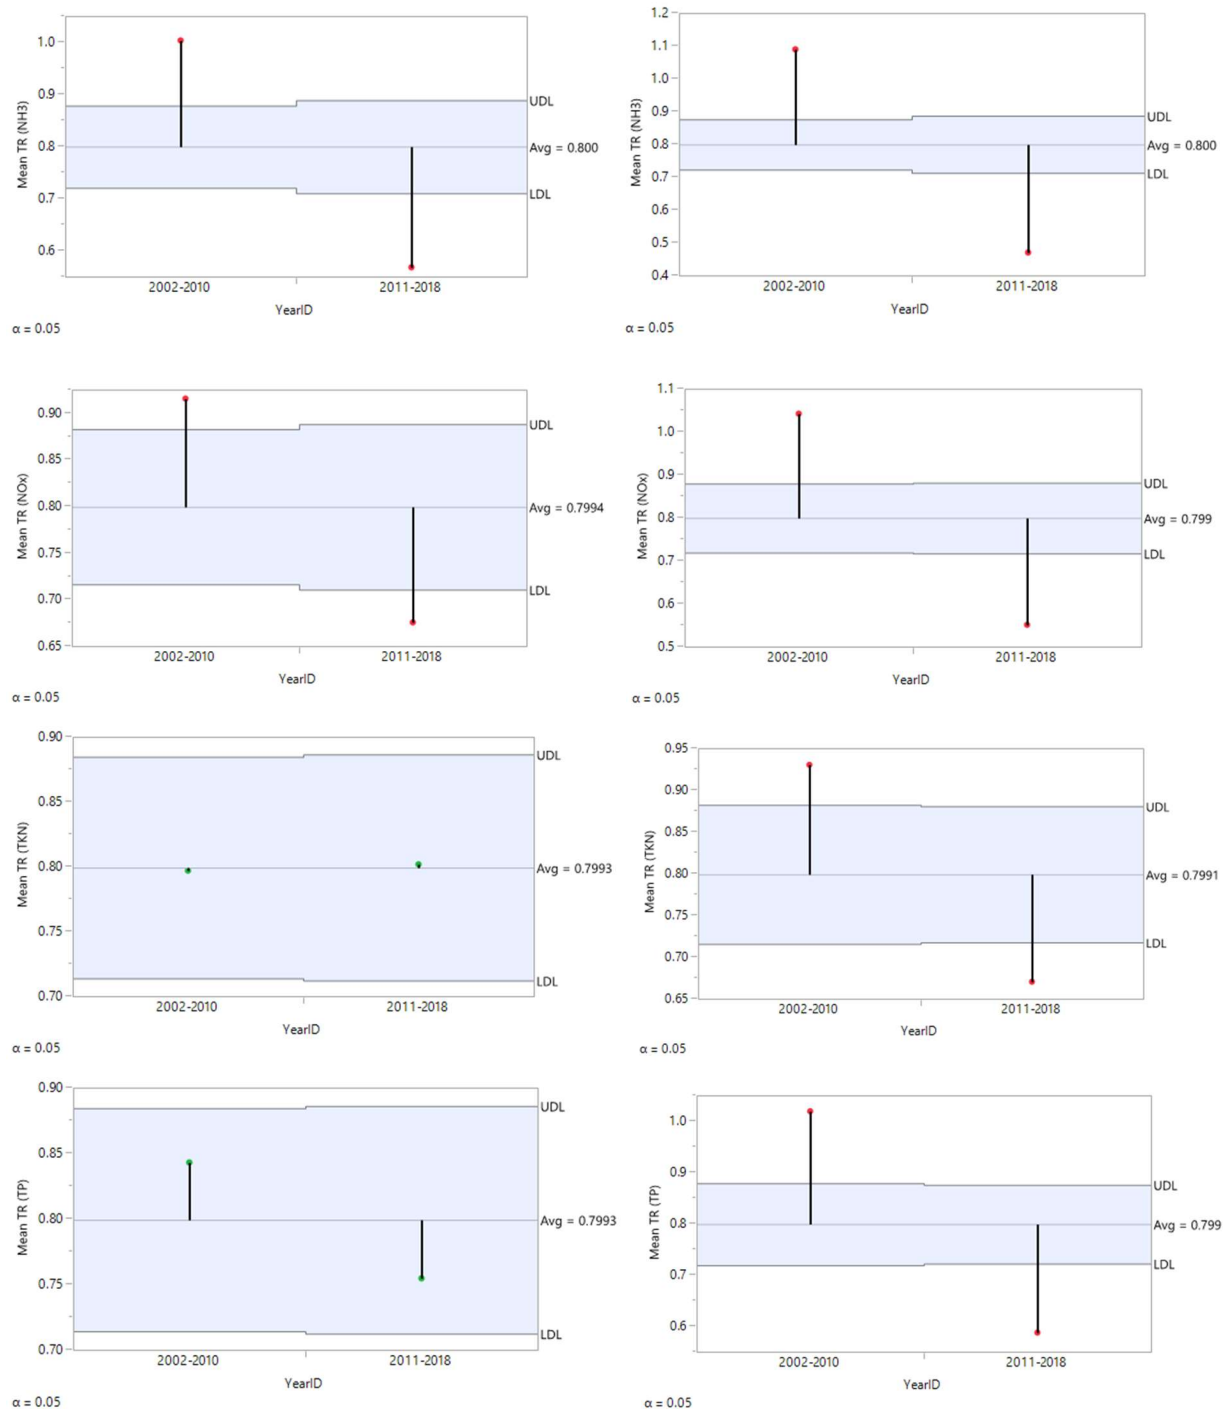 Mean TR (NH3)
1.0
0.9
0.8
0.7
0.6
UDL
Avg = 0.800
LDL
2002-2010 2011-2018
YearID
α = 0.05
Mean TR (NH3)
1.2
1.1
1.0
0.9
0.8
0.7
0.6
0.5
0.4
UDL
Avg = 0.800
LDL
2002-2010 2011-2018
YearID
α = 0.05
Mean TR (NOx)
0.90
0.85
0.80
0.75
0.70
0.65
UDL
Avg = 0.7994
LDL
2002-2010 2011-2018
YearID
α = 0.05
Mean TR (NOx)
1.1
1.0
0.9
0.8
0.7
0.6
0.5
UDL
Avg = 0.799
LDL
2002-2010 2011-2018
YearID
α = 0.05
Mean TR (TKN)
0.90
0.85
0.80
0.75
0.70
UDL
Avg = 0.7993
LDL
2002-2010 2011-2018
YearID
α = 0.05
Mean TR (TKN)
0.95
0.90
0.85
0.80
0.75
0.70
0.65
UDL
Avg = 0.7991
LDL
2002-2010 2011-2018
YearID
α = 0.05
Mean TR (TP)
0.90
0.85
0.80
0.75
0.70
UDL
Avg = 0.7993
LDL
2002-2010 2011-2018
YearID
α = 0.05
Mean TR (TP)
1.0
0.9
0.8
0.7
0.6
UDL
Avg = 0.799
LDL
2002-2010 2011-2018
YearID
α = 0.05